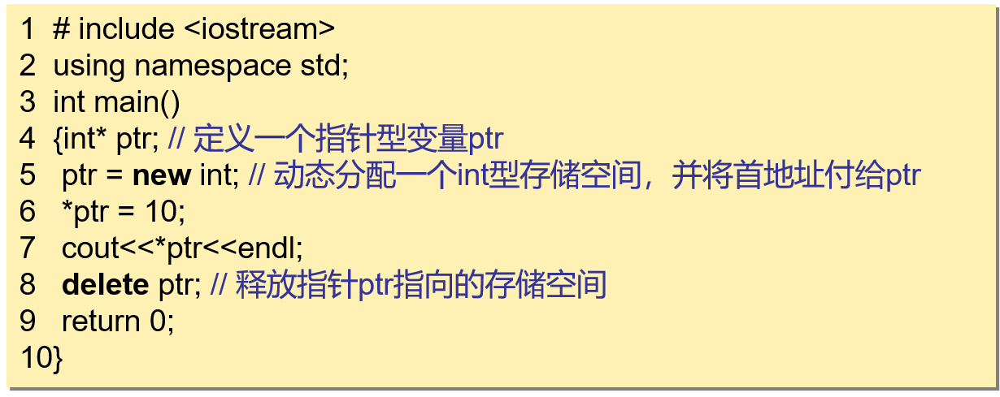 1 # include <iostream>
2 using namespace std;
3 int main()
4 {int* ptr; // 定义一个指针型变量ptr
5 ptr = new int; // 动态分配一个int型存储空间，并将首地址付给ptr
6 *ptr = 10;
7 cout<<*ptr<<endl;
8 delete ptr; // 释放指针ptr指向的存储空间
9 return 0;
10}